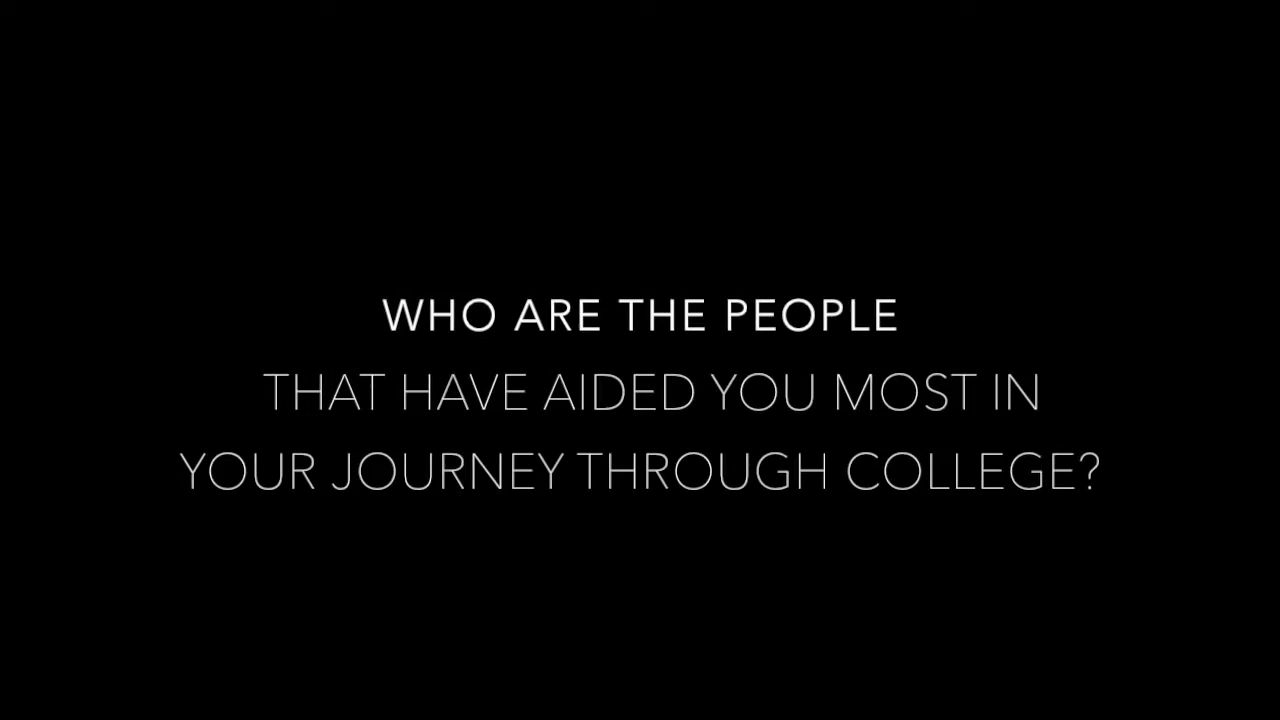 WHO ARE THE PEOPLE
THAT HAVE AIDED YOU MOST IN
YOUR JOURNEY THROUGH COLLEGE?